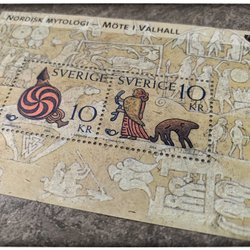 NORDISK MYTOLOGI – MÖTE I VALHALL
SVERIGE SVERIGE
10 KR
10 KR